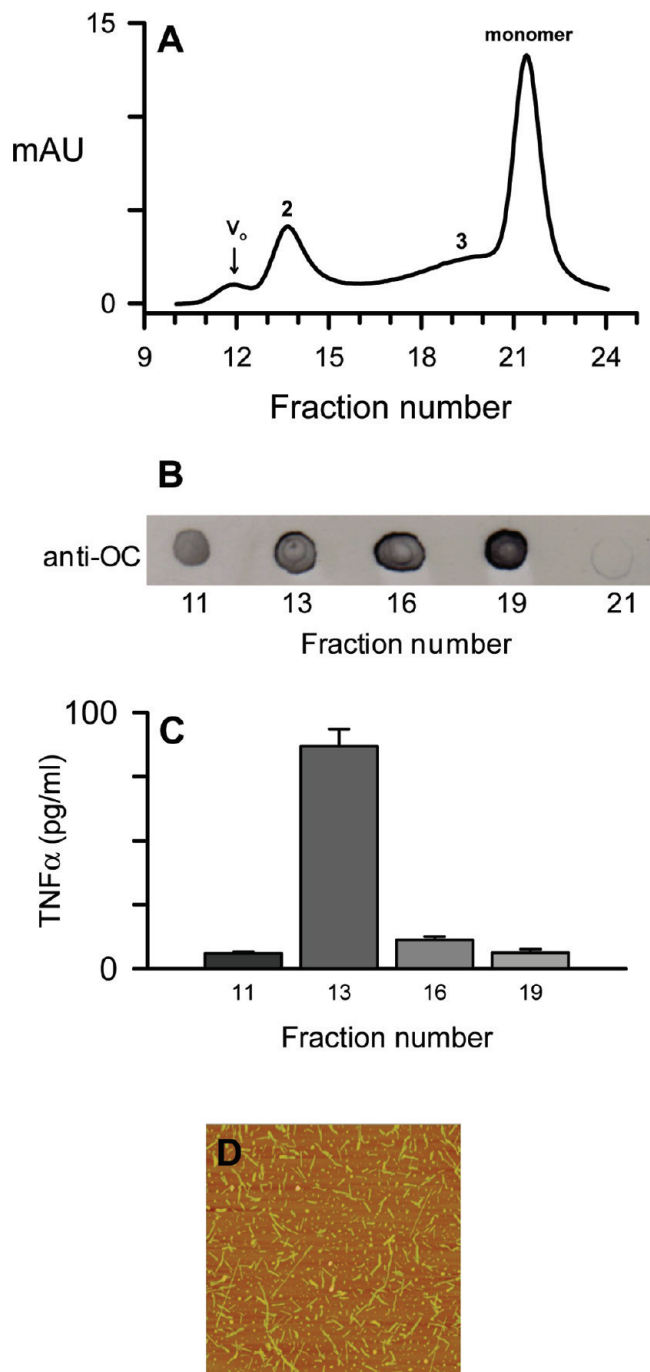 A
15
mAU
0
monomer
Vo
2
3
9 12 15 18 21 24
Fraction number
B
anti-OC
11 13 16 19 21
Fraction number
C
100
TNFα (pg/ml)
0
11 13 16 19
Fraction number
D